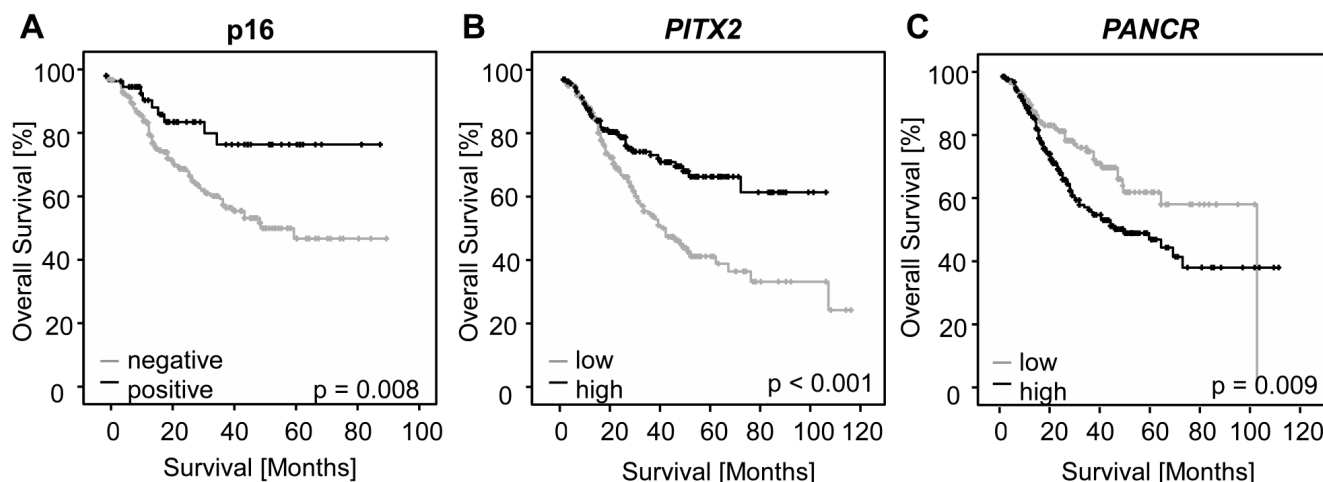 A p16
100
80
60
40
20
0
Overall Survival [%]
negative
positive
p = 0.008
0 20 40 60 80 100
Survival [Months]
B PITX2
100
80
60
40
20
0
Overall Survival [%]
low
high
p < 0.001
0 20 40 60 80 100 120
Survival [Months]
C PANCR
100
80
60
40
20
0
Overall Survival [%]
low
high
p = 0.009
0 20 40 60 80 100 120
Survival [Months]